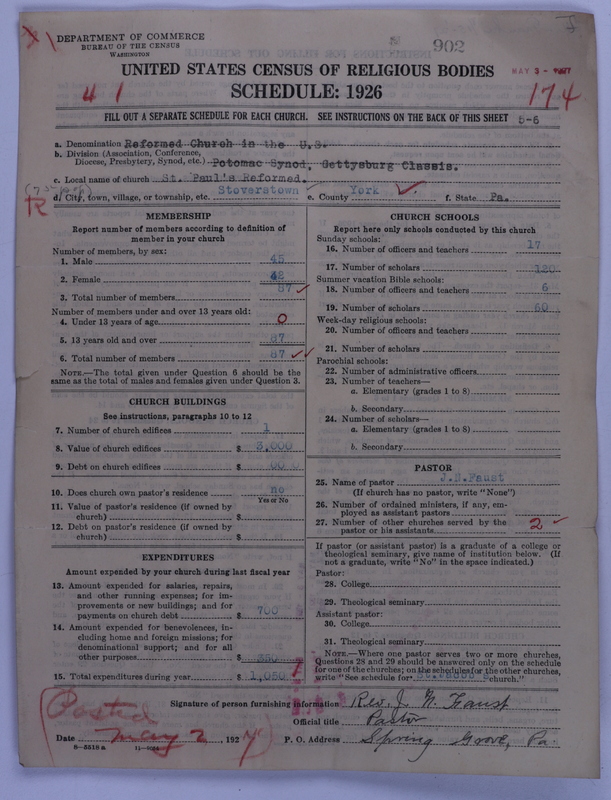 DEPARTMENT OF COMMERCE
BUREAU OF THE CENSUS
WASHINGTON
902
UNITED STATES CENSUS OF RELIGIOUS BODIES
MAY 3 - 1927
SCHEDULE: 1926
41
174
FILL OUT A SEPARATE SCHEDULE FOR EACH CHURCH. SEE INSTRUCTIONS ON THE BACK OF THIS SHEET
5-6
a. Denomination Reformed Church in the U.S.
b. Division (Association, Conference, Diocese, Presbytery, Synod, etc.) Potomac Synod, Gettysburg Classis.
c. Local name of church St. Paul's Reformed.
R
d. City, town, village, or township, etc. Stoverstown e. County York f. State Pa.
MEMBERSHIP
Report number of members according to definition of member in your church
Number of members, by sex:
1. Male 45
2. Female 42
3. Total number of members 87
Number of members under and over 13 years old:
4. Under 13 years of age 0
5. 13 years old and over 87
6. Total number of members 87
NOTE.—The total given under Question 6 should be the same as the total of males and females given under Question 3.
CHURCH BUILDINGS
See instructions, paragraphs 10 to 12
7. Number of church edifices 1
8. Value of church edifices $ 3,000
9. Debt on church edifices $
10. Does church own pastor's residence no
Yes or No
11. Value of pastor's residence (if owned by church) $
12. Debt on pastor's residence (if owned by church) $
EXPENDITURES
Amount expended by your church during last fiscal year
13. Amount expended for salaries, repairs, and other running expenses; for improvements or new buildings; and for payments on church debt $ 700
14. Amount expended for benevolences, including home and foreign missions; for denominational support; and for all other purposes $ 350
15. Total expenditures during year $ 1,050
CHURCH SCHOOLS
Report here only schools conducted by this church
Sunday schools:
16. Number of officers and teachers 17
17. Number of scholars 120
Summer vacation Bible schools:
18. Number of officers and teachers 6
19. Number of scholars 60
Week-day religious schools:
20. Number of officers and teachers
21. Number of scholars
Parochial schools:
22. Number of administrative officers
23. Number of teachers—
a. Elementary (grades 1 to 8)
b. Secondary
24. Number of scholars—
a. Elementary (grades 1 to 8)
b. Secondary
PASTOR
25. Name of pastor J.N.Faust
(If church has no pastor, write "None")
26. Number of ordained ministers, if any, employed as assistant pastors
27. Number of other churches served by the pastor or his assistants 2
If pastor (or assistant pastor) is a graduate of a college or theological seminary, give name of institution below. (If not a graduate, write "No" in the space indicated.)
Pastor:
28. College
29. Theological seminary
Assistant pastor:
30. College
31. Theological seminary
NOTE.—Where one pastor serves two or more churches, Questions 28 and 29 should be answered only on the schedule for one of the churches; on the schedules for the other churches, write "See schedule for church."
Signature of person furnishing information Rev. J. N. Faust
Official title Pastor
Posted
Date May 2, 1927
P. O. Address Spring Grove, Pa.
8-5518 a